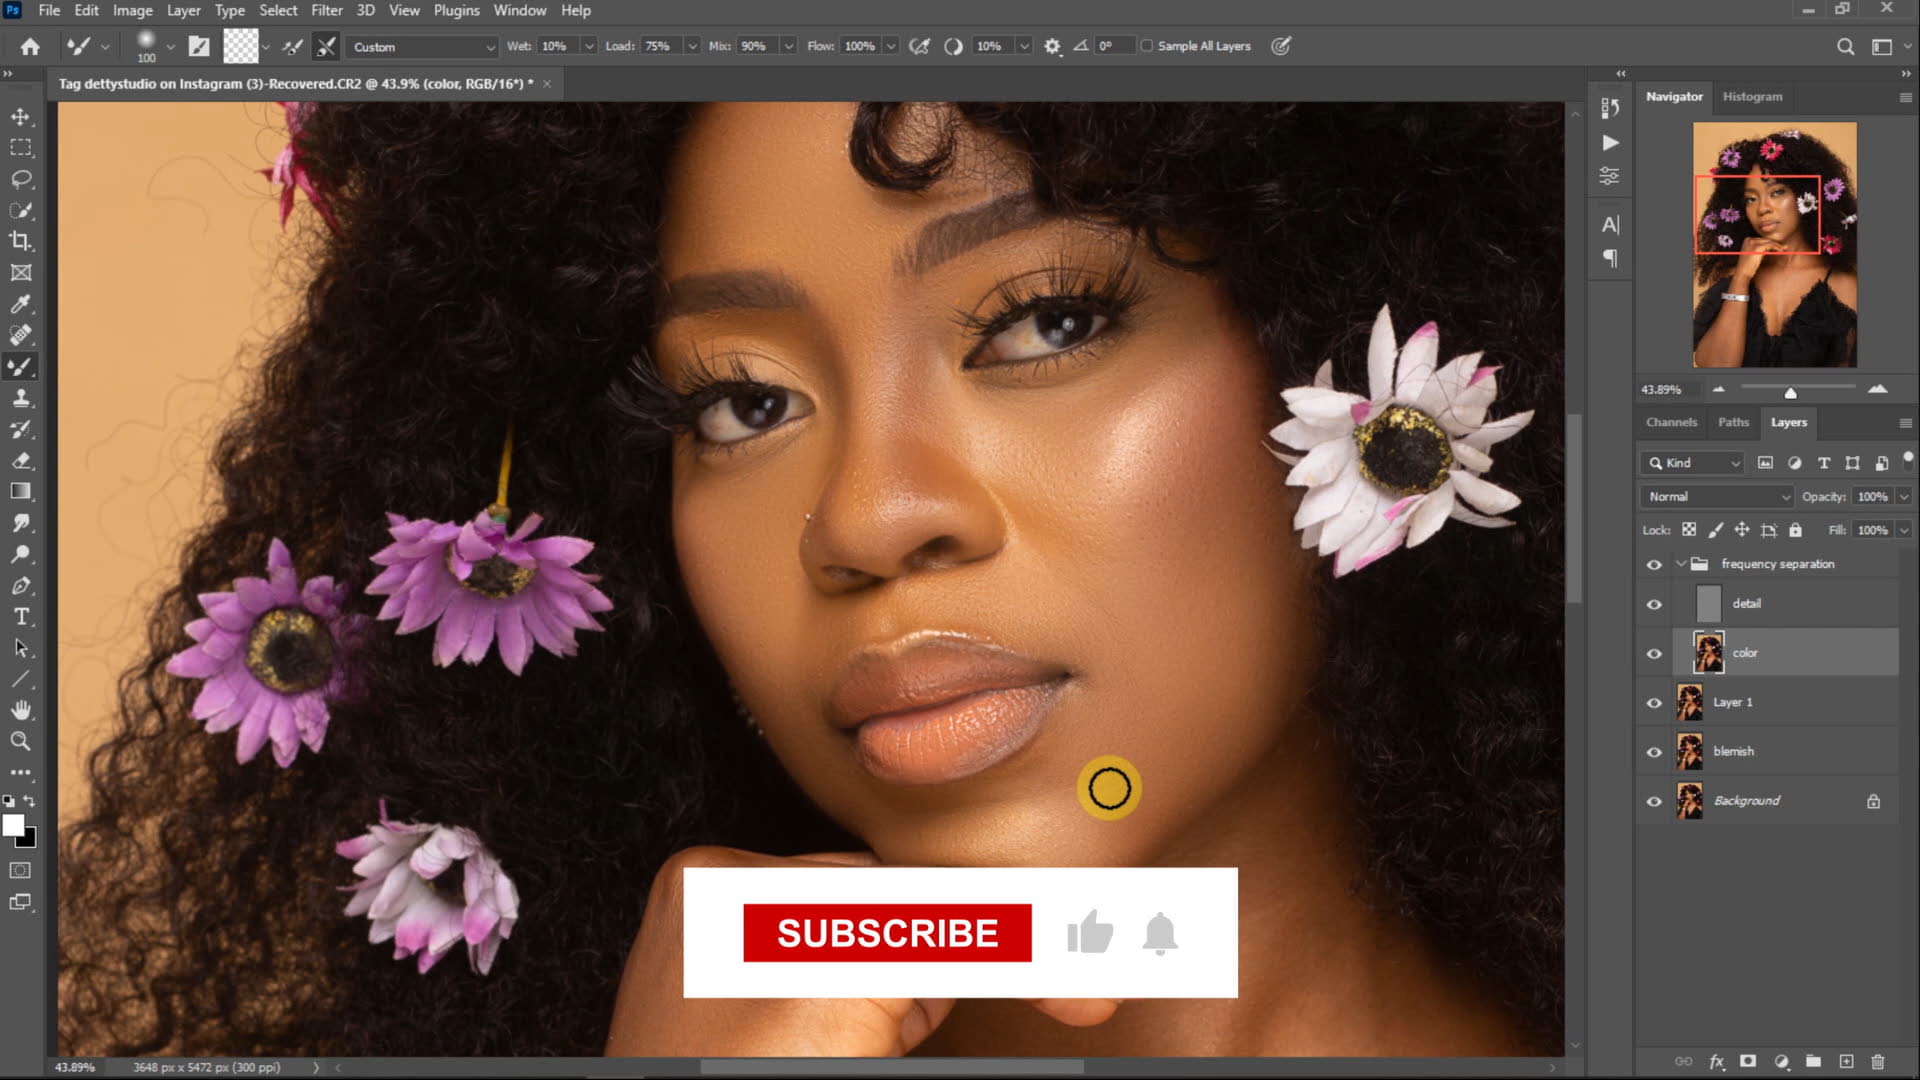 Ps File Edit Image Layer Type Select Filter 3D View Plugins Window Help
100 Custom Wet: 10% Load: 75% Mix: 90% Flow: 100% 10% 0° Sample All Layers
Tag dettystudio on Instagram (3)-Recovered.CR2 @ 43.9% (color, RGB/16*) * ×
Navigator Histogram
43.89%
Channels Paths Layers
Kind
Normal Opacity: 100%
Lock: Fill: 100%
frequency separation
detail
color
Layer 1
blemish
Background
SUBSCRIBE
43.89% 3648 px x 5472 px (300 ppi)